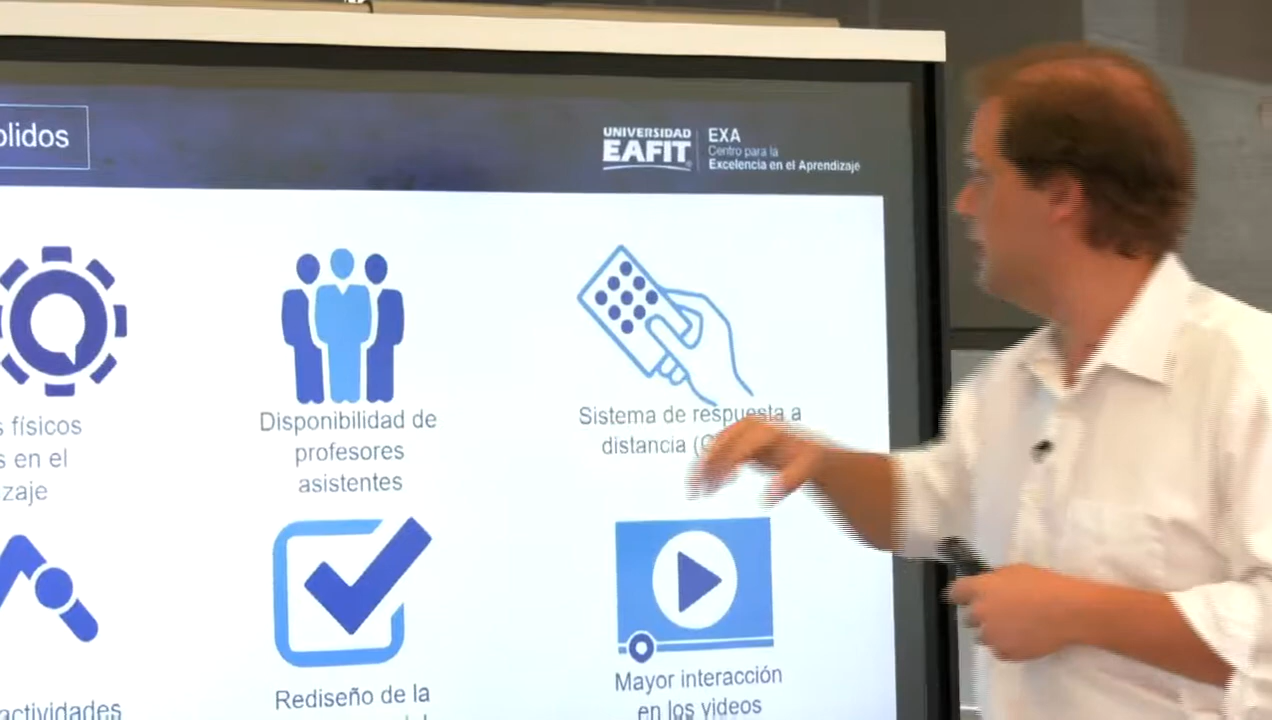 olidos
UNIVERSIDAD
EAFIT
EXA
Centro para la
Excelencia en el Aprendizaje
s físicos
s en el
zaje
Disponibilidad de
profesores
asistentes
Sistema de respuesta a
distancia (C
actividades
Rediseño de la
Mayor interacción
en los videos